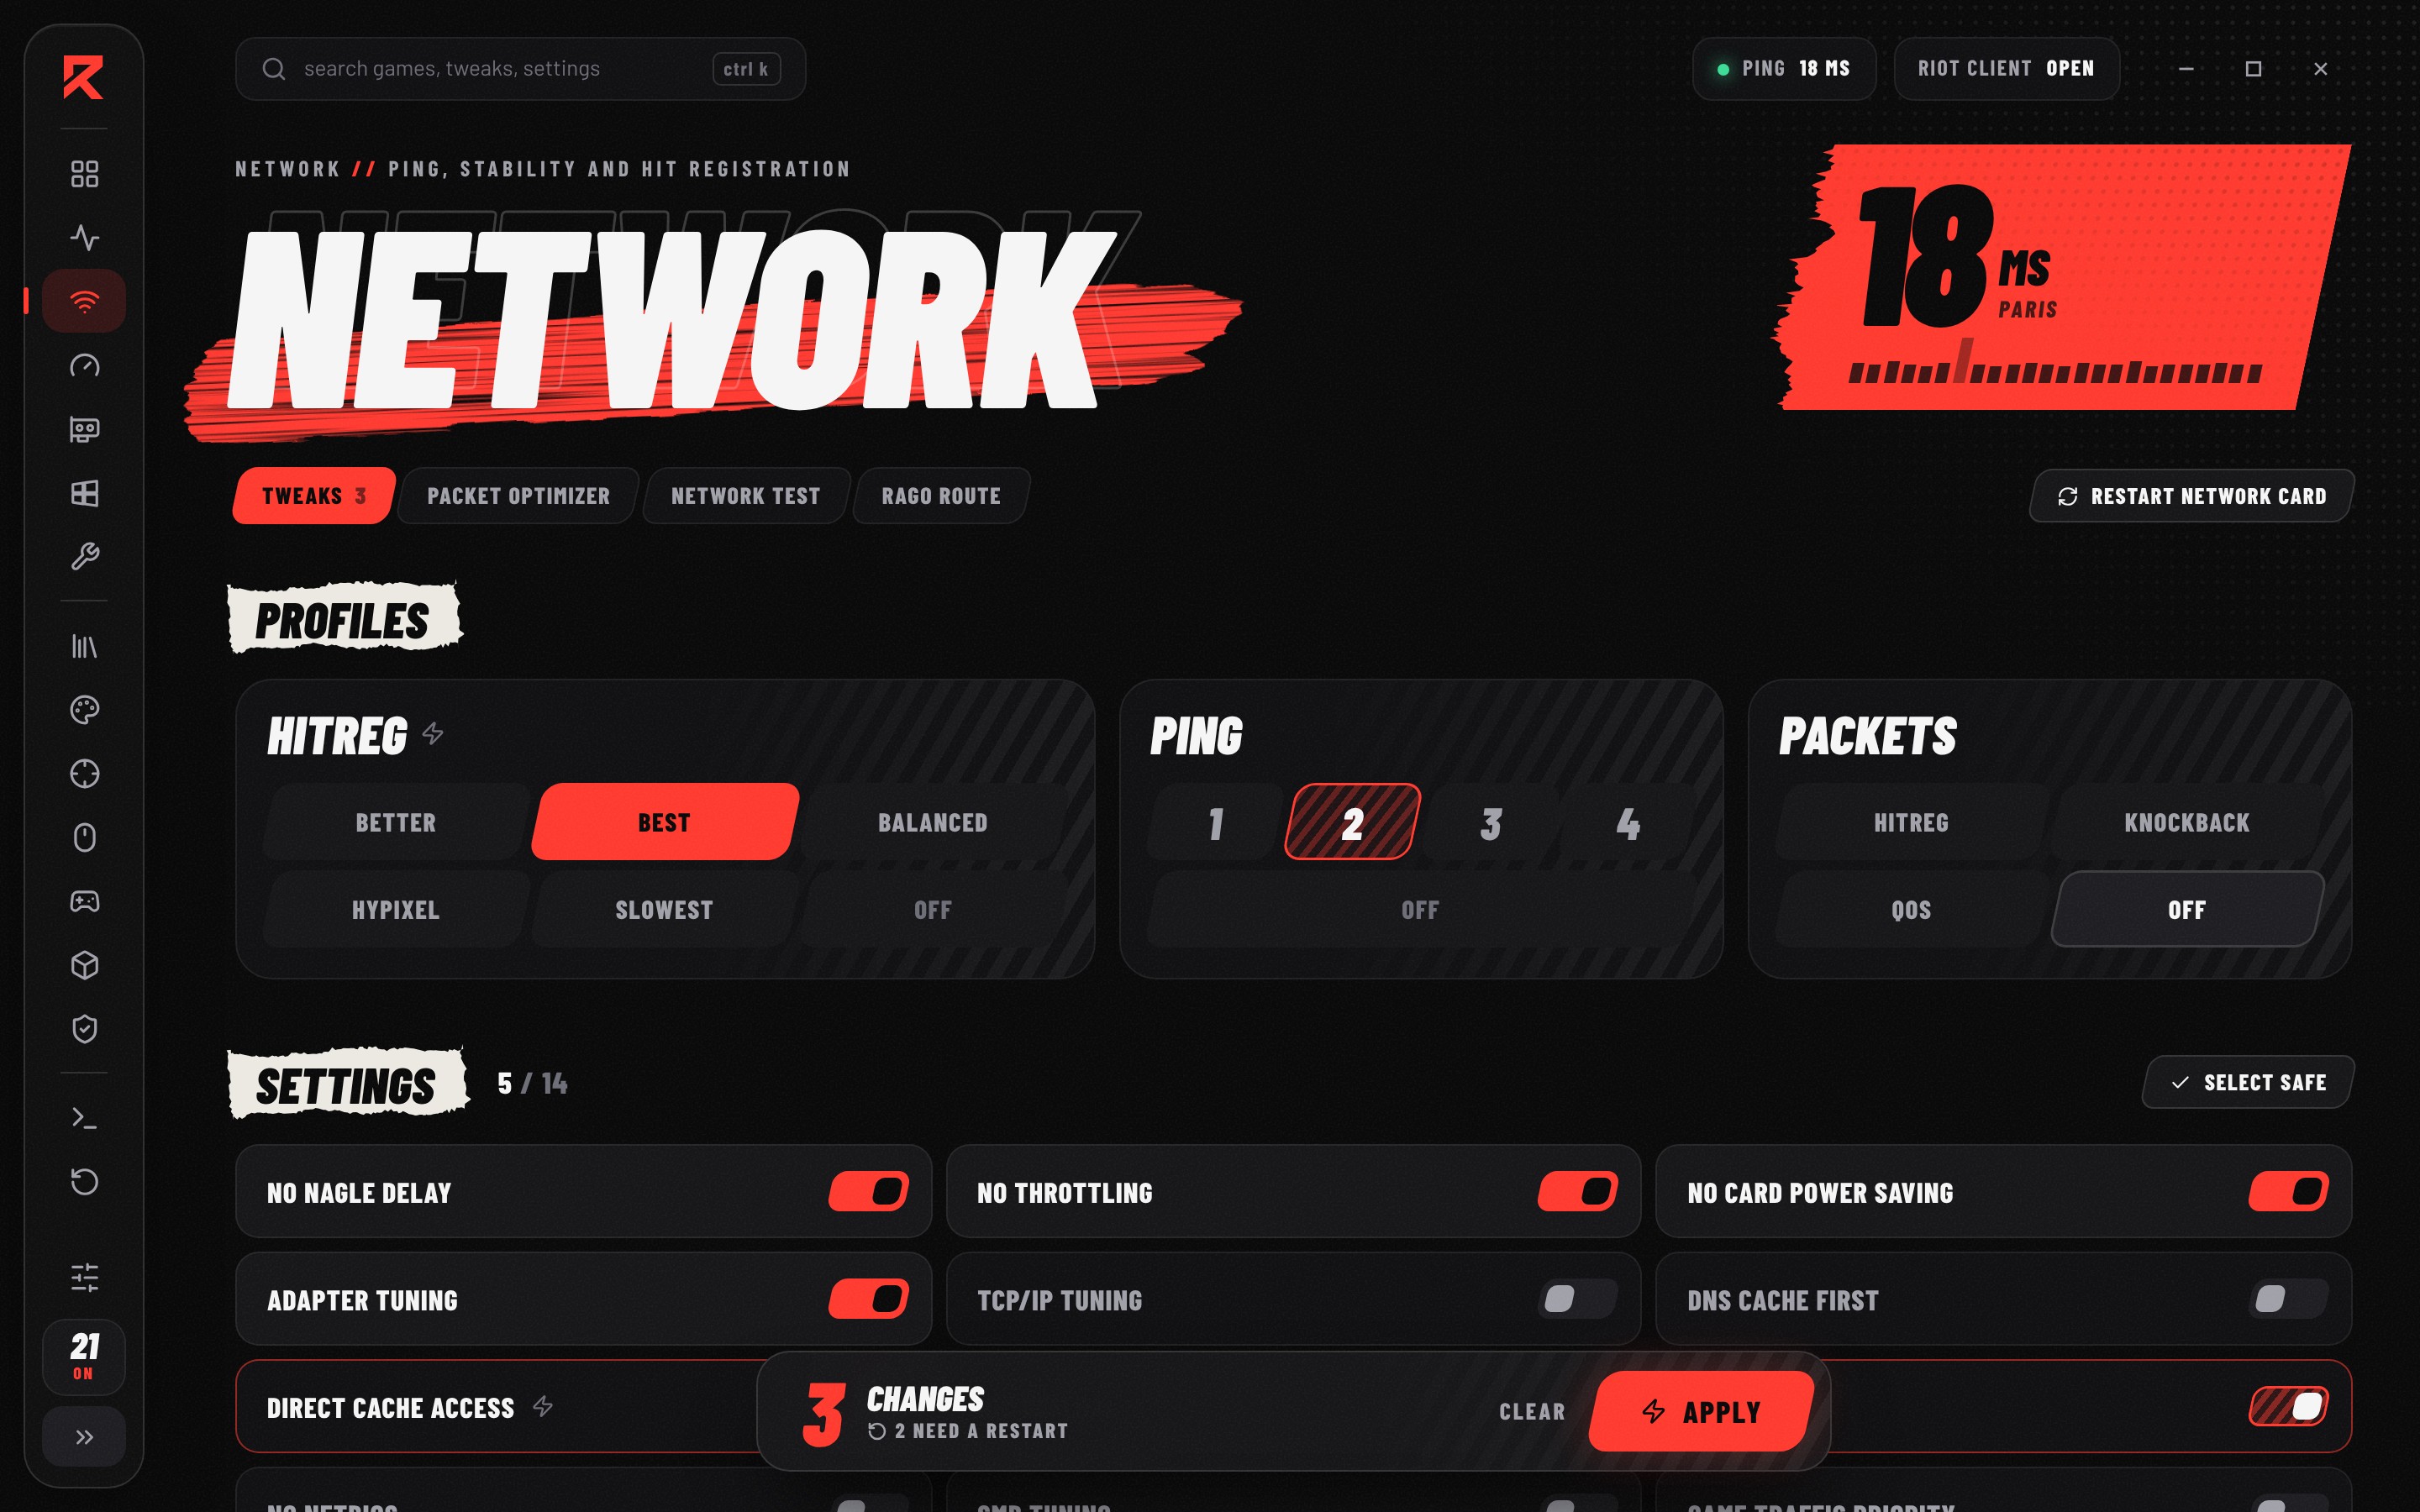 search games, tweaks, settings
ctrl k
PING 18 MS
RIOT CLIENT OPEN
NETWORK // PING, STABILITY AND HIT REGISTRATION
NETWORK
18 MS
PARIS
TWEAKS 3
PACKET OPTIMIZER
NETWORK TEST
RAGO ROUTE
RESTART NETWORK CARD
PROFILES
HITREG
BETTER
BEST
BALANCED
HYPIXEL
SLOWEST
OFF
PING
1
2
3
4
OFF
PACKETS
HITREG
KNOCKBACK
QOS
OFF
SETTINGS
5 / 14
SELECT SAFE
NO NAGLE DELAY
NO THROTTLING
NO CARD POWER SAVING
ADAPTER TUNING
TCP/IP TUNING
DNS CACHE FIRST
21
ON
DIRECT CACHE ACCESS
3
CHANGES
2 NEED A RESTART
CLEAR
APPLY
GAME TRAFFIC PRIORITY